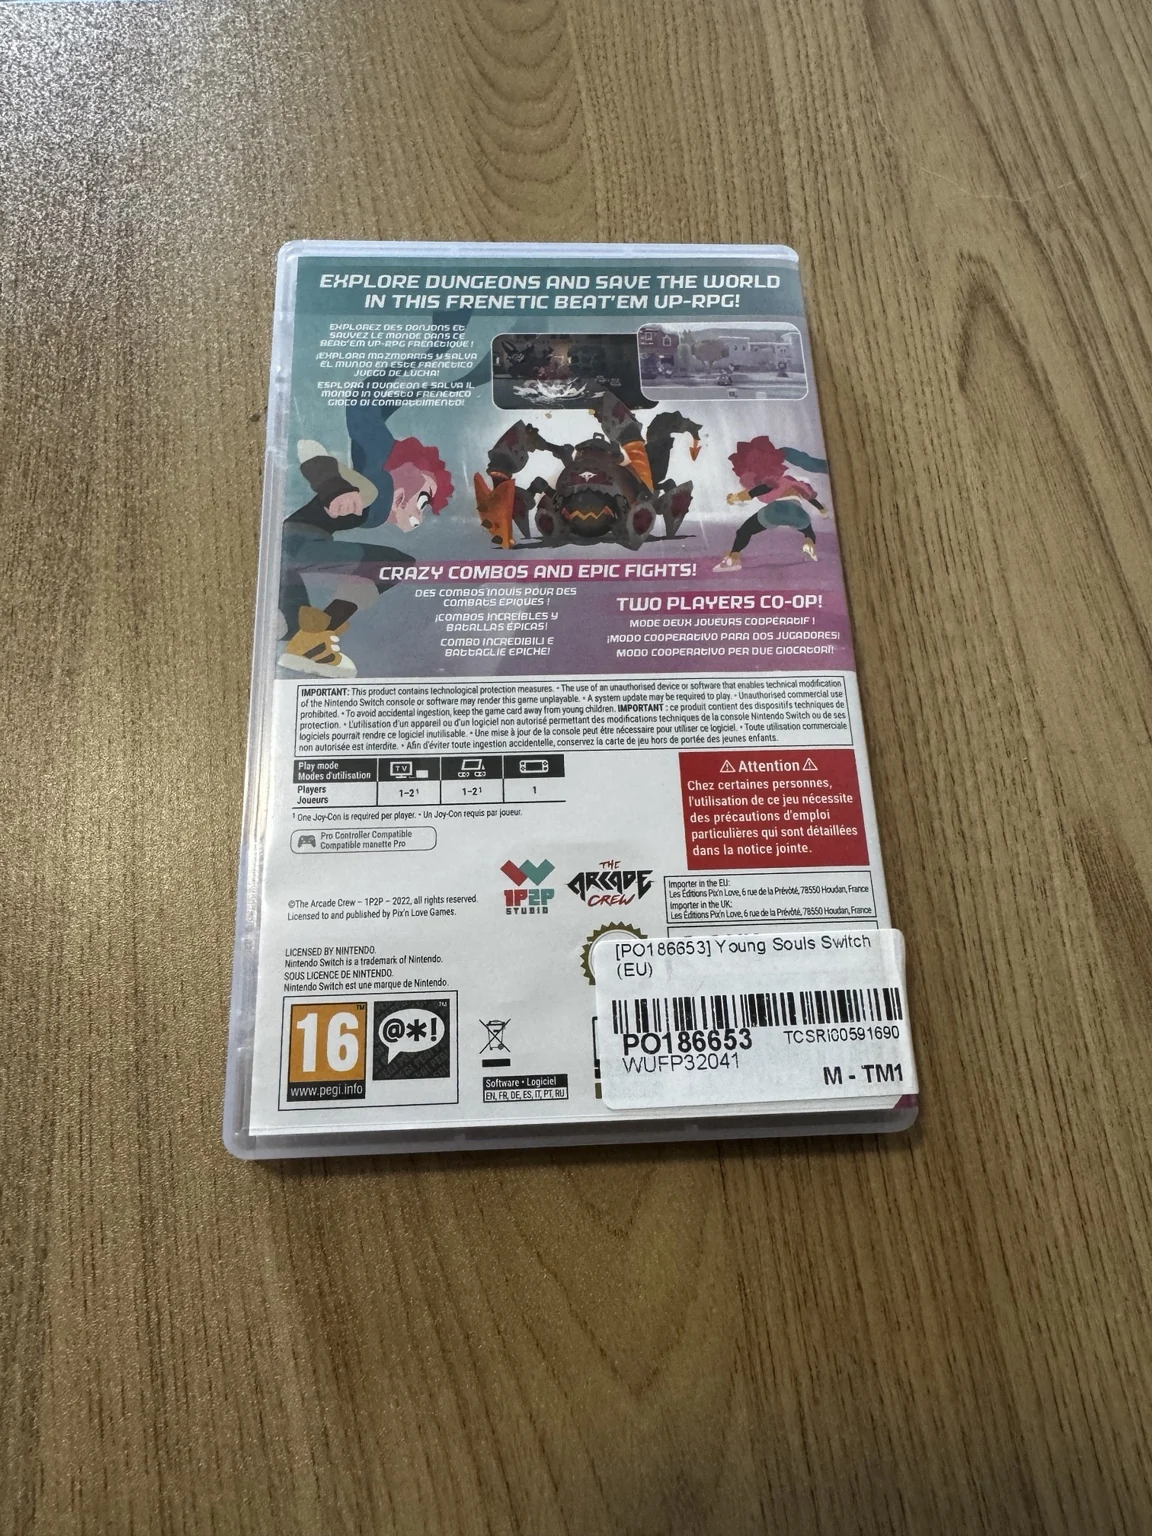 EXPLORE DUNGEONS AND SAVE THE WORLD
IN THIS FRENETIC BEAT'EM UP-RPG!
EXPLOREZ DES DONJONS ET
SAUVEZ LE MONDE DANS CE
BEAT'EM UP-RPG FRÉNÉTIQUE !
¡EXPLORA MAZMORRAS Y SALVA
EL MUNDO EN ESTE FRENÉTICO
JUEGO DE LUCHA!
ESPLORA I DUNGEON E SALVA IL
MONDO IN QUESTO FRENETICO
GIOCO DI COMBATTIMENTO!
CRAZY COMBOS AND EPIC FIGHTS!
DES COMBOS INOUÏS POUR DES
COMBATS ÉPIQUES !
¡COMBOS INCREÍBLES Y
BATALLAS ÉPICAS!
COMBO INCREDIBILI E
BATTAGLIE EPICHE!
TWO PLAYERS CO-OP!
MODE DEUX JOUEURS COOPÉRATIF !
¡MODO COOPERATIVO PARA DOS JUGADORES!
MODO COOPERATIVO PER DUE GIOCATORI!
IMPORTANT: This product contains technological protection measures. • The use of an unauthorised device or software that enables technical modification
of the Nintendo Switch console or software may render this game unplayable. • A system update may be required to play. • Unauthorised commercial use
prohibited. • To avoid accidental ingestion, keep the game card away from young children. IMPORTANT : ce produit contient des dispositifs techniques de
protection. • L'utilisation d'un appareil ou d'un logiciel non autorisé permettant des modifications techniques de la console Nintendo Switch ou de ses
logiciels pourrait rendre ce logiciel inutilisable. • Une mise à jour de la console peut être nécessaire pour utiliser ce logiciel. • Toute utilisation commerciale
non autorisée est interdite. • Afin d'éviter toute ingestion accidentelle, conservez la carte de jeu hors de portée des jeunes enfants.
Play mode
Modes d'utilisation
TV
Players
Joueurs
1-2¹
1-2¹
1
¹ One Joy-Con is required per player. • Un Joy-Con requis par joueur.
Pro Controller Compatible
Compatible manette Pro
⚠ Attention ⚠
Chez certaines personnes,
l'utilisation de ce jeu nécessite
des précautions d'emploi
particulières qui sont détaillées
dans la notice jointe.
1P2P
STUDIO
THE
ARCADE
CREW
Importer in the EU:
Les Éditions Pix'n Love, 6 rue de la Prévôté, 78550 Houdan, France
Importer in the UK:
Les Éditions Pix'n Love, 6 rue de la Prévôté, 78550 Houdan, France
©The Arcade Crew – 1P2P – 2022, all rights reserved.
Licensed to and published by Pix'n Love Games.
LICENSED BY NINTENDO.
Nintendo Switch is a trademark of Nintendo.
SOUS LICENCE DE NINTENDO.
Nintendo Switch est une marque de Nintendo.
16
www.pegi.info
@*!
Software • Logiciel
EN, FR, DE, ES, IT, PT, RU
[PO186653] Young Souls Switch
(EU)
PO186653
TCSRI00591690
WUFP32041
M - TM1